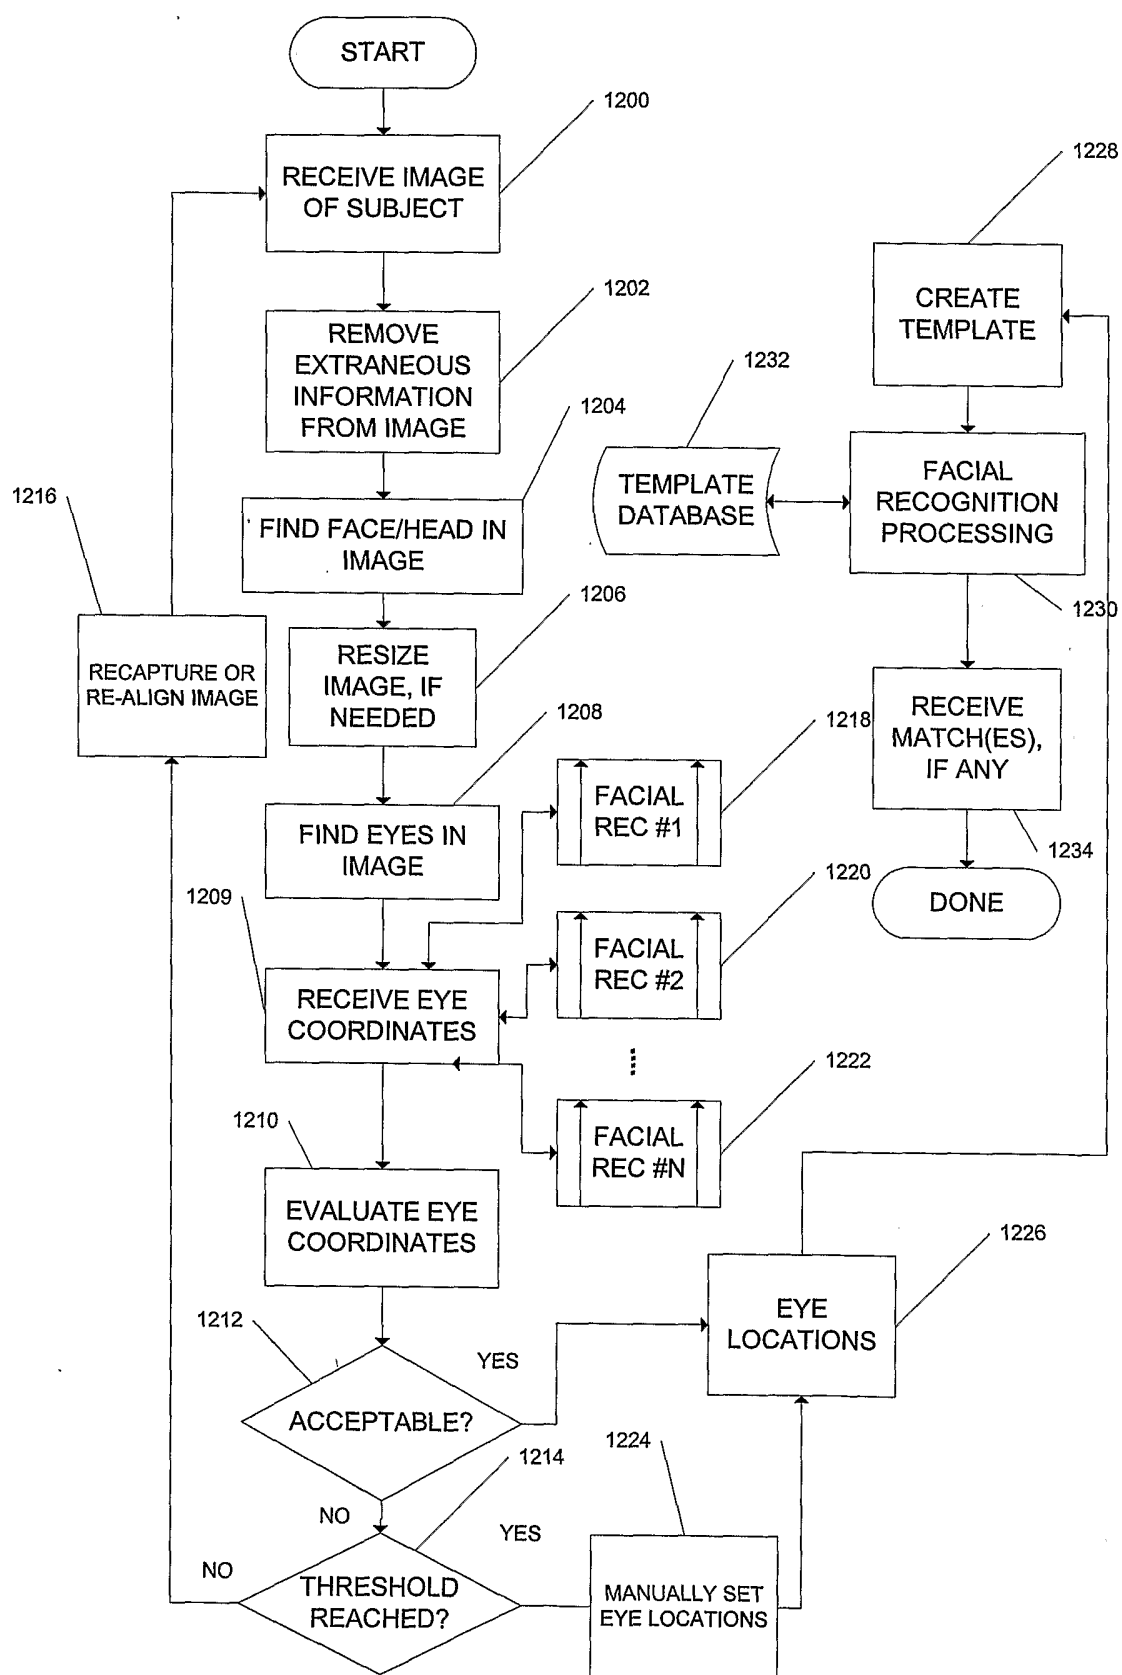 START
1200
RECEIVE IMAGE
OF SUBJECT
1202
REMOVE
EXTRANEOUS
INFORMATION
FROM IMAGE
1204
FIND FACE/HEAD IN
IMAGE
1216
RECAPTURE OR
RE-ALIGN IMAGE
1206
RESIZE
IMAGE, IF
NEEDED
1208
FIND EYES IN
IMAGE
1209
RECEIVE EYE
COORDINATES
1218
FACIAL
REC #1
1220
FACIAL
REC #2
1222
FACIAL
REC #N
1210
EVALUATE EYE
COORDINATES
1212
ACCEPTABLE?
YES
NO
1214
THRESHOLD
REACHED?
NO
YES
1224
MANUALLY SET
EYE LOCATIONS
1226
EYE
LOCATIONS
1228
CREATE
TEMPLATE
1232
TEMPLATE
DATABASE
FACIAL
RECOGNITION
PROCESSING
1230
RECEIVE
MATCH(ES),
IF ANY
1234
DONE